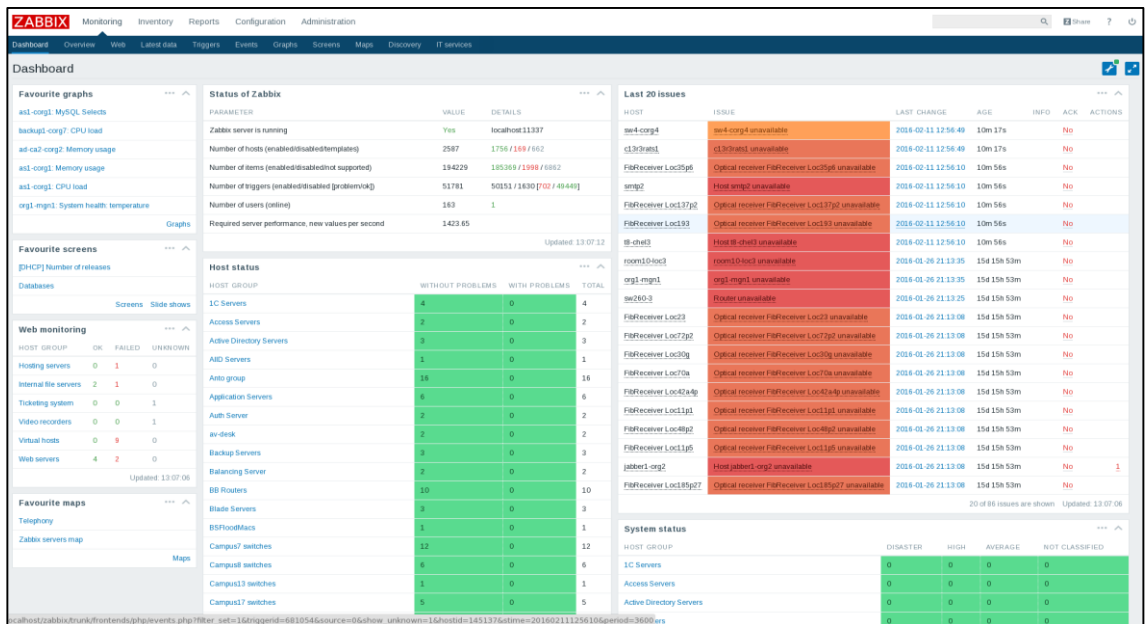 ZABBIX Monitoring Inventory Reports Configuration Administration Share ?
Dashboard Overview Web Latest data Triggers Events Graphs Screens Maps Discovery IT services
Dashboard
Favourite graphs
as1-corg1: MySQL Selects
backup1-corg7: CPU load
ad-ca2-corg2: Memory usage
as1-corg1: Memory usage
as1-corg1: CPU load
org1-mgn1: System health: temperature
Graphs
Favourite screens
[DHCP] Number of releases
Databases
Screens Slide shows
Web monitoring
HOST GROUP OK FAILED UNKNOWN
Hosting servers 0 1 0
Internal file servers 2 1 0
Ticketing system 0 0 1
Video recorders 0 0 1
Virtual hosts 0 9 0
Web servers 4 2 0
Updated: 13:07:06
Favourite maps
Telephony
Zabbix servers map
Maps
Status of Zabbix
PARAMETER VALUE DETAILS
Zabbix server is running Yes localhost:11337
Number of hosts (enabled/disabled/templates) 2587 1756 / 169 / 662
Number of items (enabled/disabled/not supported) 194229 185369 / 1998 / 6862
Number of triggers (enabled/disabled [problem/ok]) 51781 50151 / 1630 [702 / 49449]
Number of users (online) 163 1
Required server performance, new values per second 1423.65
Updated: 13:07:12
Host status
HOST GROUP WITHOUT PROBLEMS WITH PROBLEMS TOTAL
1C Servers 4 0 4
Access Servers 2 0 2
Active Directory Servers 3 0 3
AIID Servers 1 0 1
Anto group 16 0 16
Application Servers 6 0 6
Auth Server 2 0 2
av-desk 2 0 2
Backup Servers 3 0 3
Balancing Server 2 0 2
BB Routers 10 0 10
Blade Servers 3 0 3
BSFloodMacs 1 0 1
Campus7 switches 12 0 12
Campus8 switches 6 0 6
Campus13 switches 1 0 1
Campus17 switches 5 0 5
Last 20 issues
HOST ISSUE LAST CHANGE AGE INFO ACK ACTIONS
sw4-corg4 sw4-corg4 unavailable 2016-02-11 12:56:49 10m 17s No
c13r3rats1 c13r3rats1 unavailable 2016-02-11 12:56:49 10m 17s No
FibReceiver Loc35p6 Optical receiver FibReceiver Loc35p6 unavailable 2016-02-11 12:56:10 10m 56s No
smtp2 Host smtp2 unavailable 2016-02-11 12:56:10 10m 56s No
FibReceiver Loc137p2 Optical receiver FibReceiver Loc137p2 unavailable 2016-02-11 12:56:10 10m 56s No
FibReceiver Loc193 Optical receiver FibReceiver Loc193 unavailable 2016-02-11 12:56:10 10m 56s No
t8-chel3 Host t8-chel3 unavailable 2016-02-11 12:56:10 10m 56s No
room10-loc3 room10-loc3 unavailable 2016-01-26 21:13:35 15d 15h 53m No
org1-mgn1 org1-mgn1 unavailable 2016-01-26 21:13:35 15d 15h 53m No
sw260-3 Router unavailable 2016-01-26 21:13:25 15d 15h 53m No
FibReceiver Loc23 Optical receiver FibReceiver Loc23 unavailable 2016-01-26 21:13:08 15d 15h 53m No
FibReceiver Loc72p2 Optical receiver FibReceiver Loc72p2 unavailable 2016-01-26 21:13:08 15d 15h 53m No
FibReceiver Loc30g Optical receiver FibReceiver Loc30g unavailable 2016-01-26 21:13:08 15d 15h 53m No
FibReceiver Loc70a Optical receiver FibReceiver Loc70a unavailable 2016-01-26 21:13:08 15d 15h 53m No
FibReceiver Loc42a4p Optical receiver FibReceiver Loc42a4p unavailable 2016-01-26 21:13:08 15d 15h 53m No
FibReceiver Loc11p1 Optical receiver FibReceiver Loc11p1 unavailable 2016-01-26 21:13:08 15d 15h 53m No
FibReceiver Loc48p2 Optical receiver FibReceiver Loc48p2 unavailable 2016-01-26 21:13:08 15d 15h 53m No
FibReceiver Loc11p5 Optical receiver FibReceiver Loc11p5 unavailable 2016-01-26 21:13:08 15d 15h 53m No
jabber1-org2 Host jabber1-org2 unavailable 2016-01-26 21:13:08 15d 15h 53m No 1
FibReceiver Loc185p27 Optical receiver FibReceiver Loc185p27 unavailable 2016-01-26 21:13:08 15d 15h 53m No
20 of 86 issues are shown Updated: 13:07:06
System status
HOST GROUP DISASTER HIGH AVERAGE NOT CLASSIFIED
1C Servers 0 0 0 0
Access Servers 0 0 0 0
Active Directory Servers 0 0 0 0
ers 0 0 0 0
ocalhost/zabbix/trunk/frontends/php/events.php?filter_set=1&triggerid=681054&source=0&show_unknown=1&hostid=145137&stime=20160211125610&period=3600